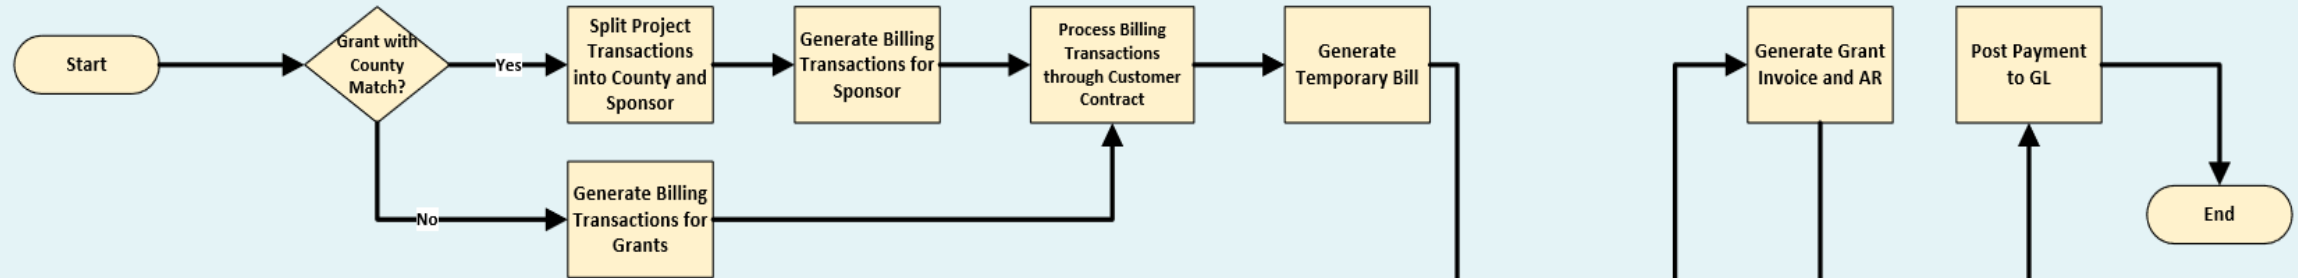 Start
Grant with
County
Match?
Yes
Split Project
Transactions
into County and
Sponsor
Generate Billing
Transactions for
Sponsor
Process Billing
Transactions
through Customer
Contract
Generate
Temporary Bill
Generate Grant
Invoice and AR
Post Payment
to GL
No
Generate Billing
Transactions for
Grants
End